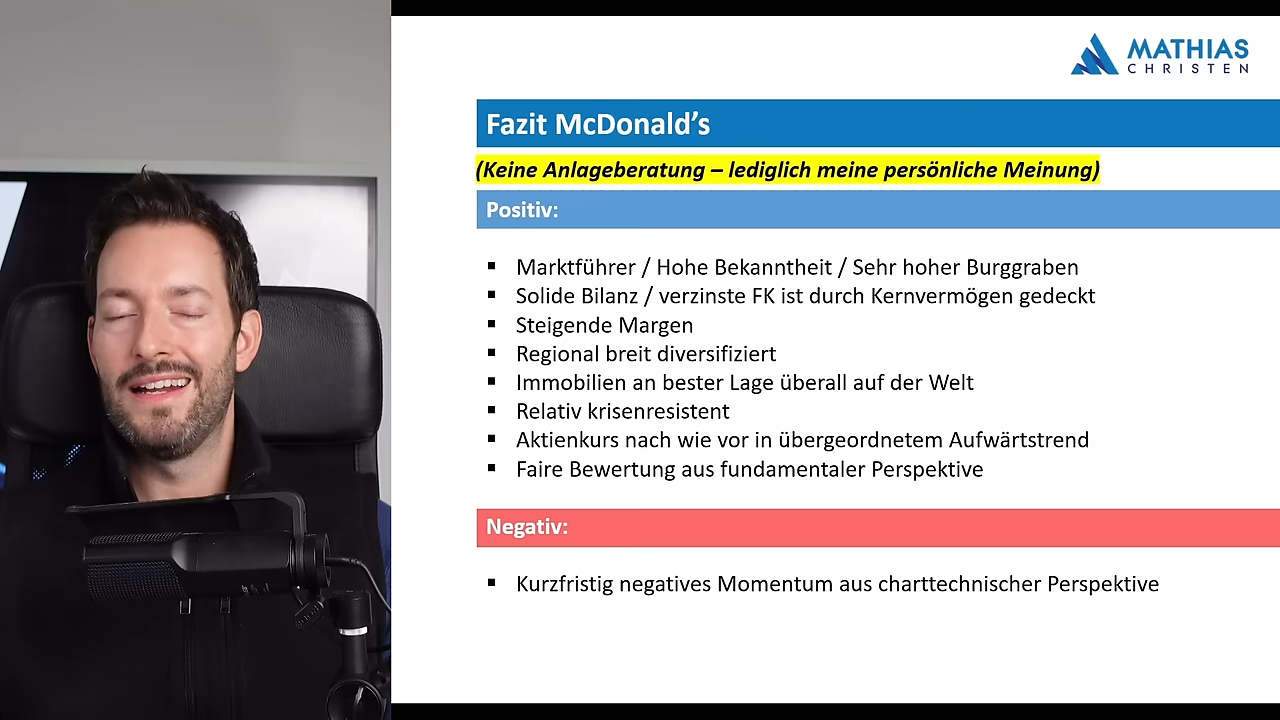 MATHIAS
CHRISTEN
Fazit McDonald’s
(Keine Anlageberatung – lediglich meine persönliche Meinung)
Positiv:
▪ Marktführer / Hohe Bekanntheit / Sehr hoher Burggraben
▪ Solide Bilanz / verzinste FK ist durch Kernvermögen gedeckt
▪ Steigende Margen
▪ Regional breit diversifiziert
▪ Immobilien an bester Lage überall auf der Welt
▪ Relativ krisenresistent
▪ Aktienkurs nach wie vor in übergeordnetem Aufwärtstrend
▪ Faire Bewertung aus fundamentaler Perspektive
Negativ:
▪ Kurzfristig negatives Momentum aus charttechnischer Perspektive